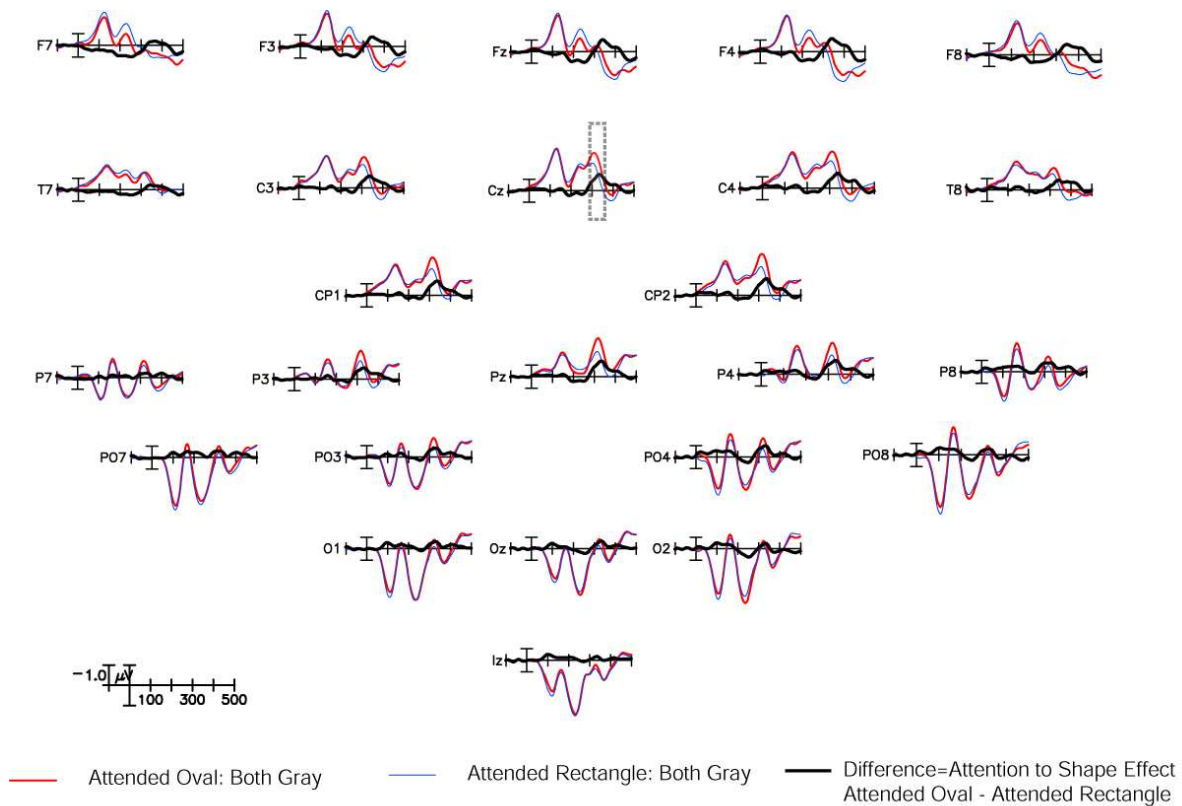 F7 F3 Fz F4 F8
T7 C3 Cz C4 T8
CP1 CP2
P7 P3 Pz P4 P8
PO7 PO3 PO4 PO8
O1 Oz O2
Iz
−1.0 μV
100 300 500
Attended Oval: Both Gray
Attended Rectangle: Both Gray
Difference=Attention to Shape Effect
Attended Oval - Attended Rectangle